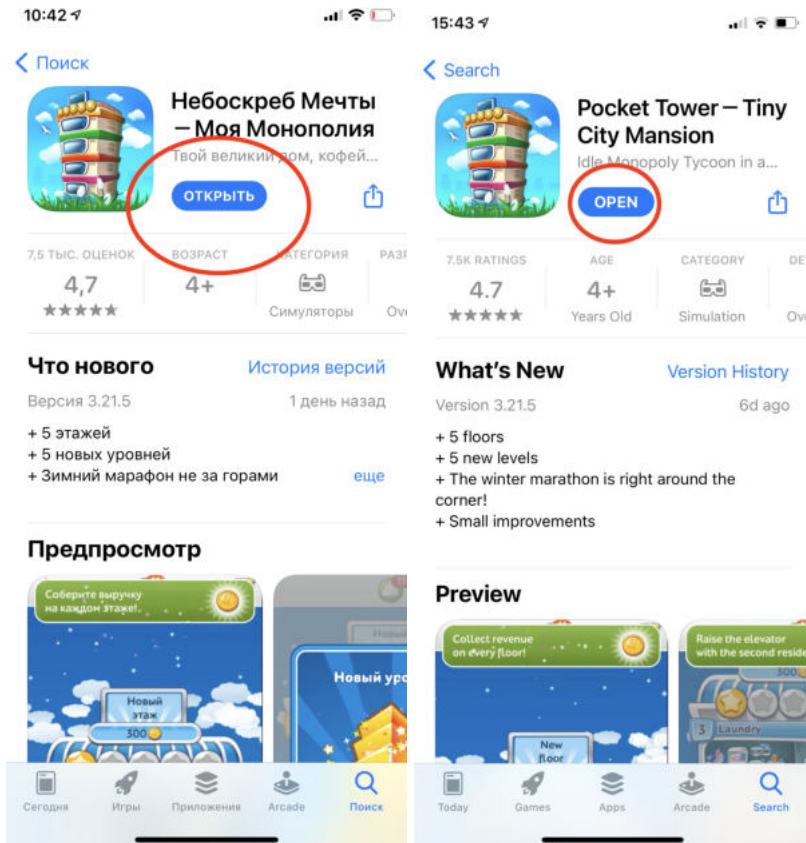 10:42
Поиск
Небоскреб Мечты
– Моя Монополия
Твой великий дом, кофей...
ОТКРЫТЬ
7,5 ТЫС. ОЦЕНОК
ВОЗРАСТ
КАТЕГОРИЯ
4,7
4+
Симуляторы
Что нового
История версий
Версия 3.21.5
1 день назад
+ 5 этажей
+ 5 новых уровней
+ Зимний марафон не за горами
еще
Предпросмотр
Соберите выручку
на каждом этаже!
Новый
этаж
300
Новый
Новый уро
Сегодня
Игры
Приложения
Arcade
Поиск
15:43
Search
Pocket Tower – Tiny
City Mansion
Idle Monopoly Tycoon in a...
OPEN
7.5K RATINGS
AGE
CATEGORY
4.7
4+
Years Old
Simulation
What's New
Version History
Version 3.21.5
6d ago
+ 5 floors
+ 5 new levels
+ The winter marathon is right around the
corner!
+ Small improvements
Preview
Collect revenue
on every floor!
New
floor
Raise the elevator
with the second reside
500
3 Laundry
Today
Games
Apps
Arcade
Search